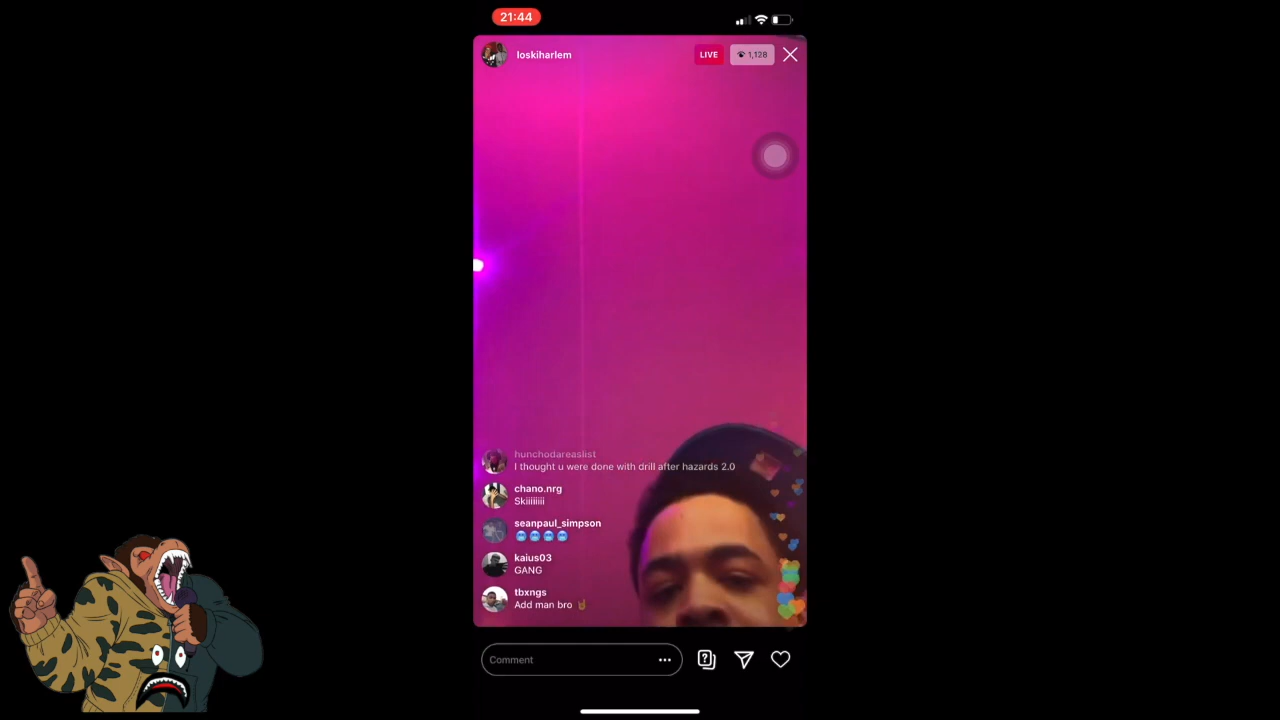 21:44
loskiharlem
LIVE
1,128
hunchodareaslist
I thought u were done with drill after hazards 2.0
chano.nrg
Skiiiiiiii
seanpaul_simpson
🥶🥶🥶🥶
kaius03
GANG
tbxngs
Add man bro 🤘🏾
Comment